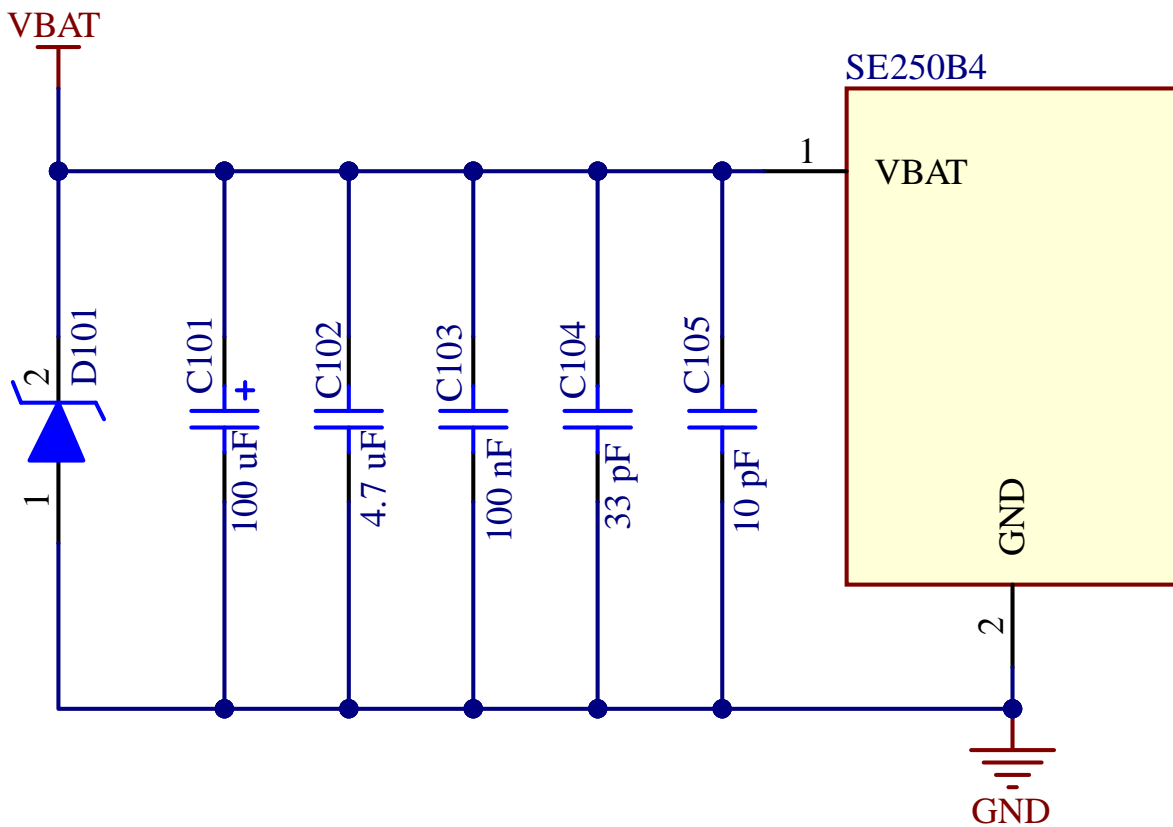 VBAT
SE250B4
1
VBAT
D101
2
1
C101
+
100 uF
C102
4.7 uF
C103
100 nF
C104
33 pF
C105
10 pF
GND
2
GND